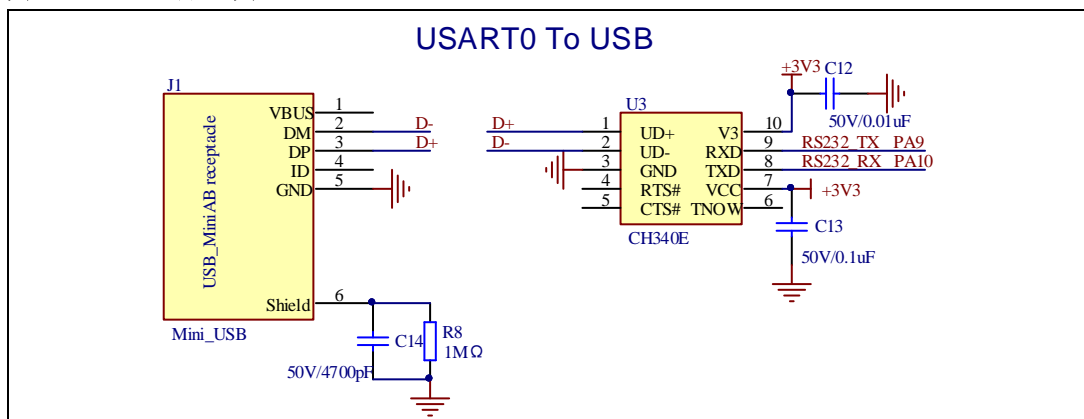 USART0 To USB
J1
USB_MiniAB receptacle
VBUS 1
DM 2 D-
DP 3 D+
ID 4
GND 5
Shield 6
Mini_USB
C14
50V/4700pF
R8
1MΩ
U3
D+ 1 UD+
D- 2 UD-
3 GND
4 RTS#
5 CTS#
V3 10
RXD 9 RS232_TX PA9
TXD 8 RS232_RX PA10
VCC 7 +3V3
TNOW 6
CH340E
+3V3
C12
50V/0.01uF
C13
50V/0.1uF